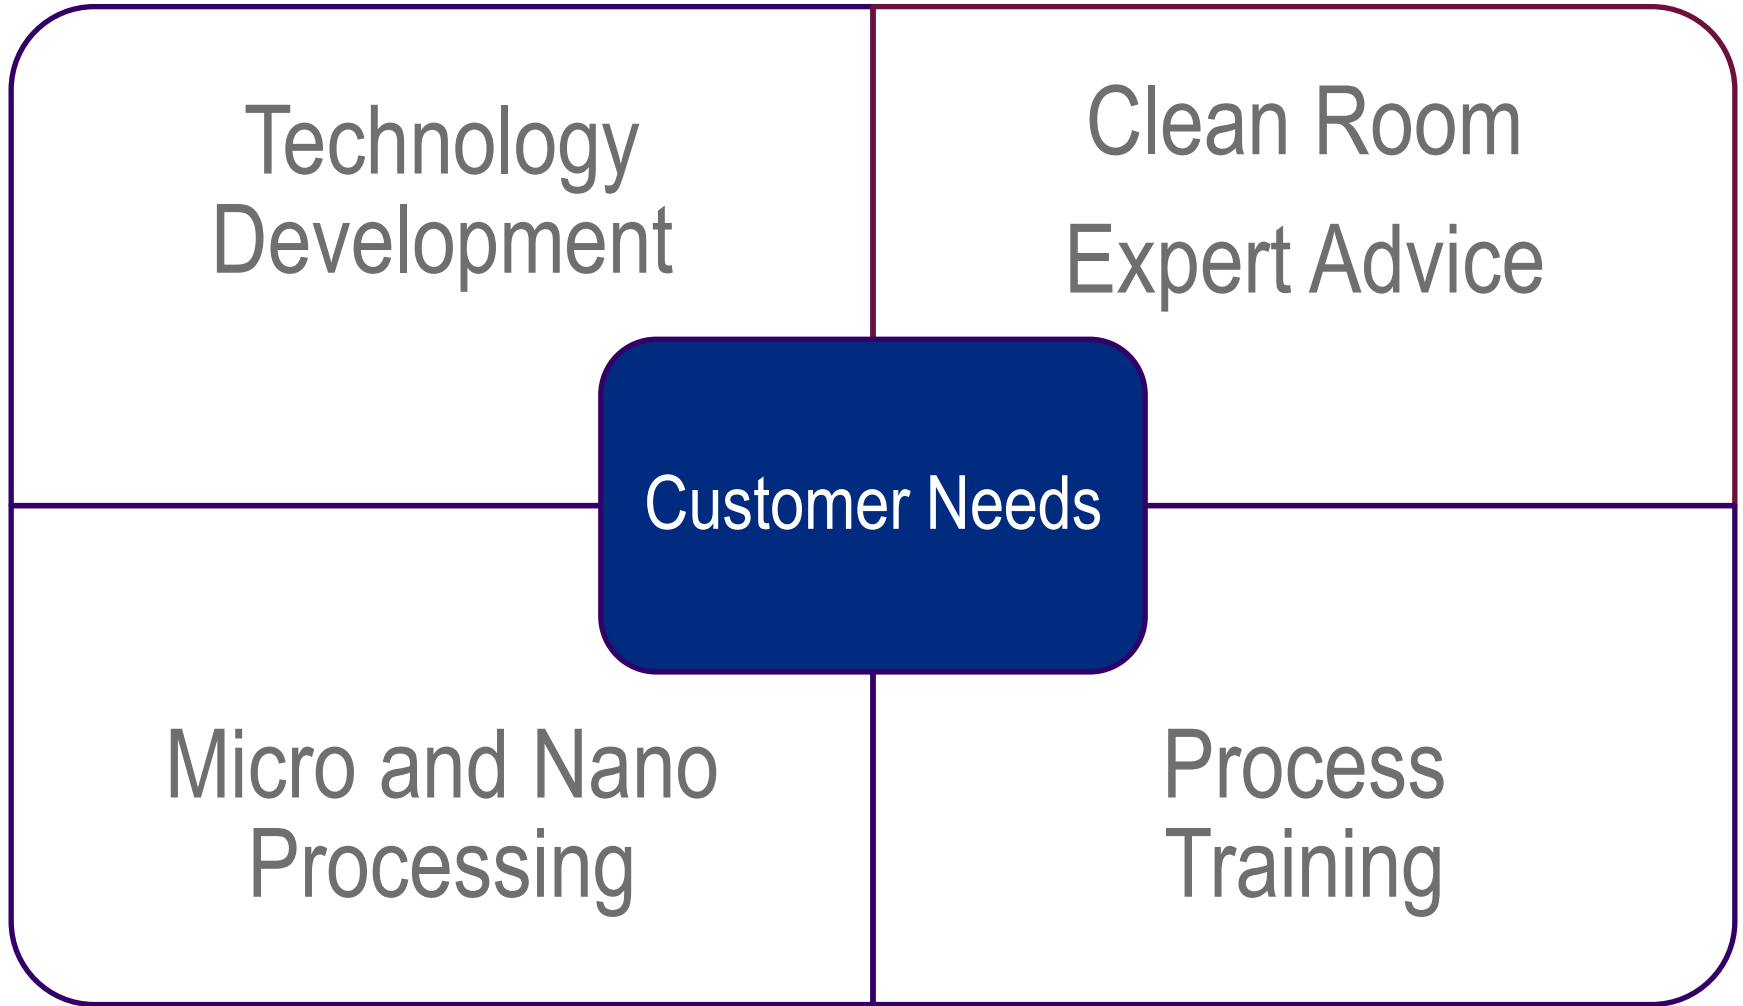 Technology
Development
Clean Room
Expert Advice
Customer Needs
Micro and Nano
Processing
Process
Training